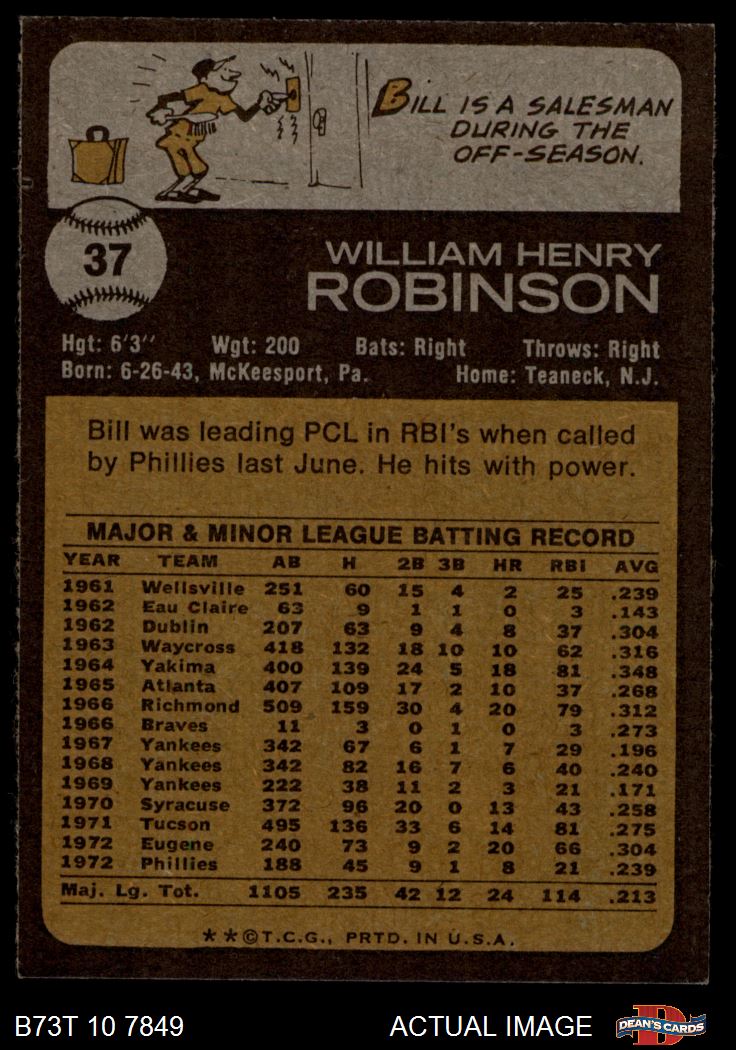 BILL IS A SALESMAN
DURING THE
OFF-SEASON.
37
WILLIAM HENRY
ROBINSON
Hgt: 6'3" Wgt: 200 Bats: Right Throws: Right
Born: 6-26-43, McKeesport, Pa. Home: Teaneck, N.J.
Bill was leading PCL in RBI's when called
by Phillies last June. He hits with power.
MAJOR & MINOR LEAGUE BATTING RECORD
YEAR TEAM AB H 2B 3B HR RBI AVG
1961 Wellsville 251 60 15 4 2 25 .239
1962 Eau Claire 63 9 1 1 0 3 .143
1962 Dublin 207 63 9 4 8 37 .304
1963 Waycross 418 132 18 10 10 62 .316
1964 Yakima 400 139 24 5 18 81 .348
1965 Atlanta 407 109 17 2 10 37 .268
1966 Richmond 509 159 30 4 20 79 .312
1966 Braves 11 3 0 1 0 3 .273
1967 Yankees 342 67 6 1 7 29 .196
1968 Yankees 342 82 16 7 6 40 .240
1969 Yankees 222 38 11 2 3 21 .171
1970 Syracuse 372 96 20 0 13 43 .258
1971 Tucson 495 136 33 6 14 81 .275
1972 Eugene 240 73 9 2 20 66 .304
1972 Phillies 188 45 9 1 8 21 .239
Maj. Lg. Tot. 1105 235 42 12 24 114 .213
**©T.C.G., PRTD. IN U.S.A.
B73T 10 7849 ACTUAL IMAGE D DEAN'S CARDS